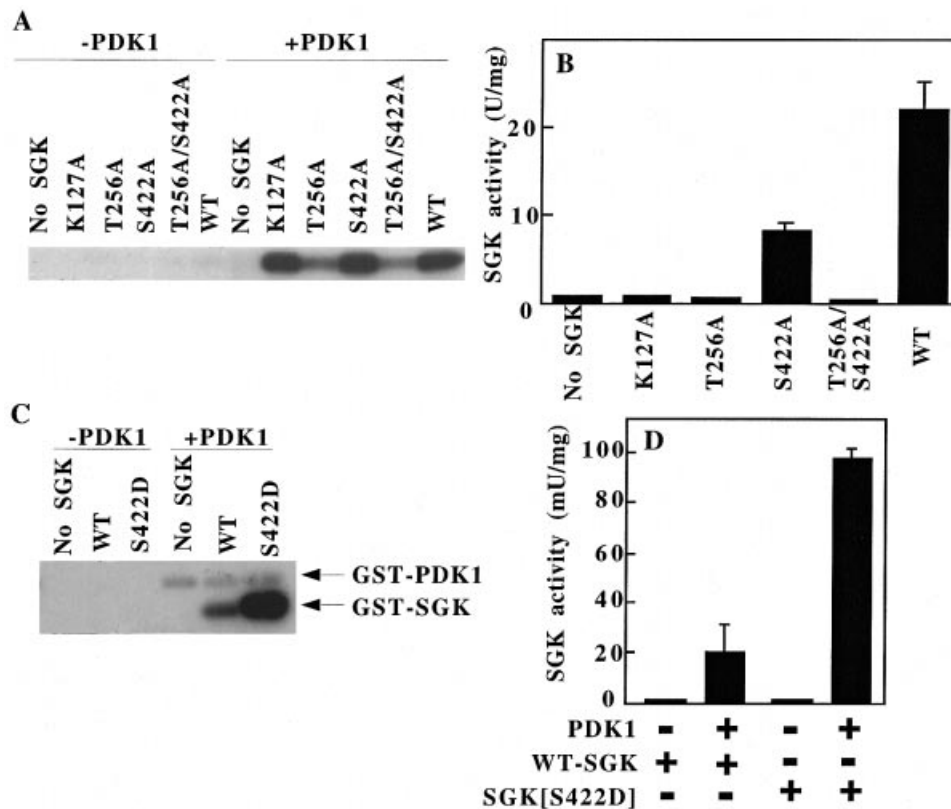 A
-PDK1
+PDK1
No SGK
K127A
T256A
S422A
T256A/S422A
WT
No SGK
K127A
T256A
S422A
T256A/S422A
WT
B
SGK activity (U/mg)
20
10
0
No SGK
K127A
T256A
S422A
T256A/
S422A
WT
C
-PDK1
+PDK1
No SGK
WT
S422D
No SGK
WT
S422D
GST-PDK1
GST-SGK
D
SGK activity (mU/mg)
100
80
60
40
20
0
PDK1 - + - +
WT-SGK + + - -
SGK[S422D] - - + +